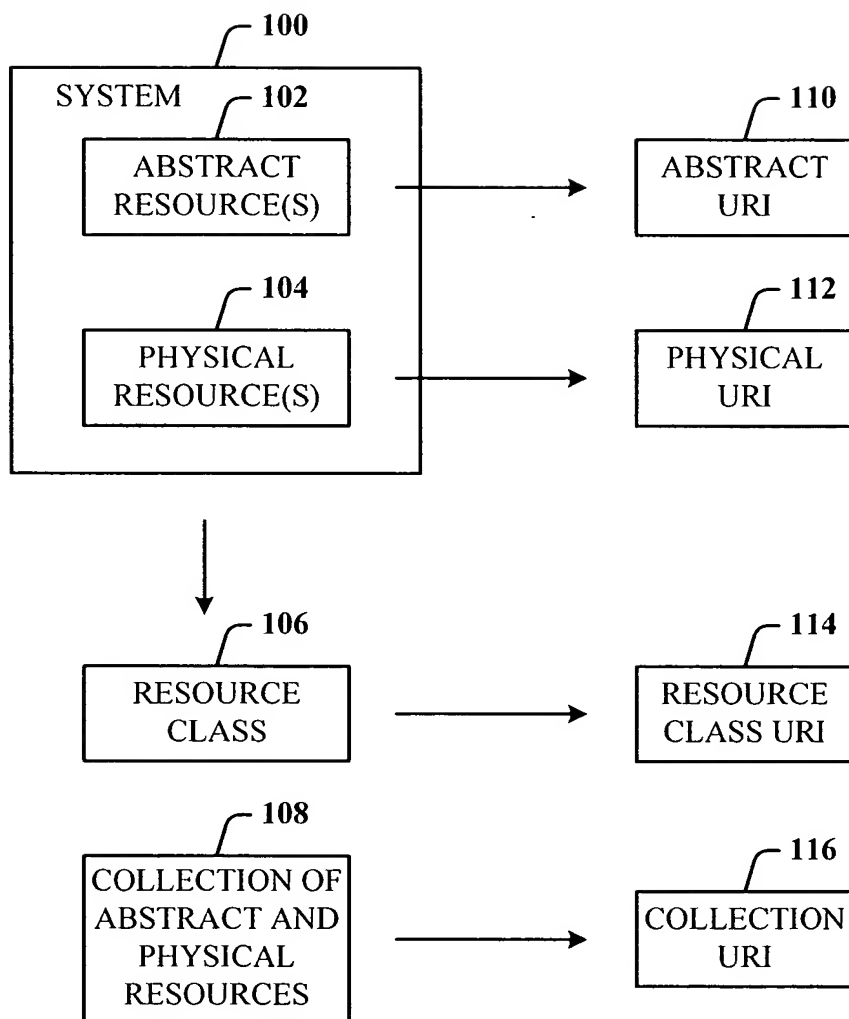 100
SYSTEM
102
110
ABSTRACT
RESOURCE(S)
ABSTRACT
URI
104
112
PHYSICAL
RESOURCE(S)
PHYSICAL
URI
106
114
RESOURCE
CLASS
RESOURCE
CLASS URI
108
116
COLLECTION OF
ABSTRACT AND
PHYSICAL
RESOURCES
COLLECTION
URI